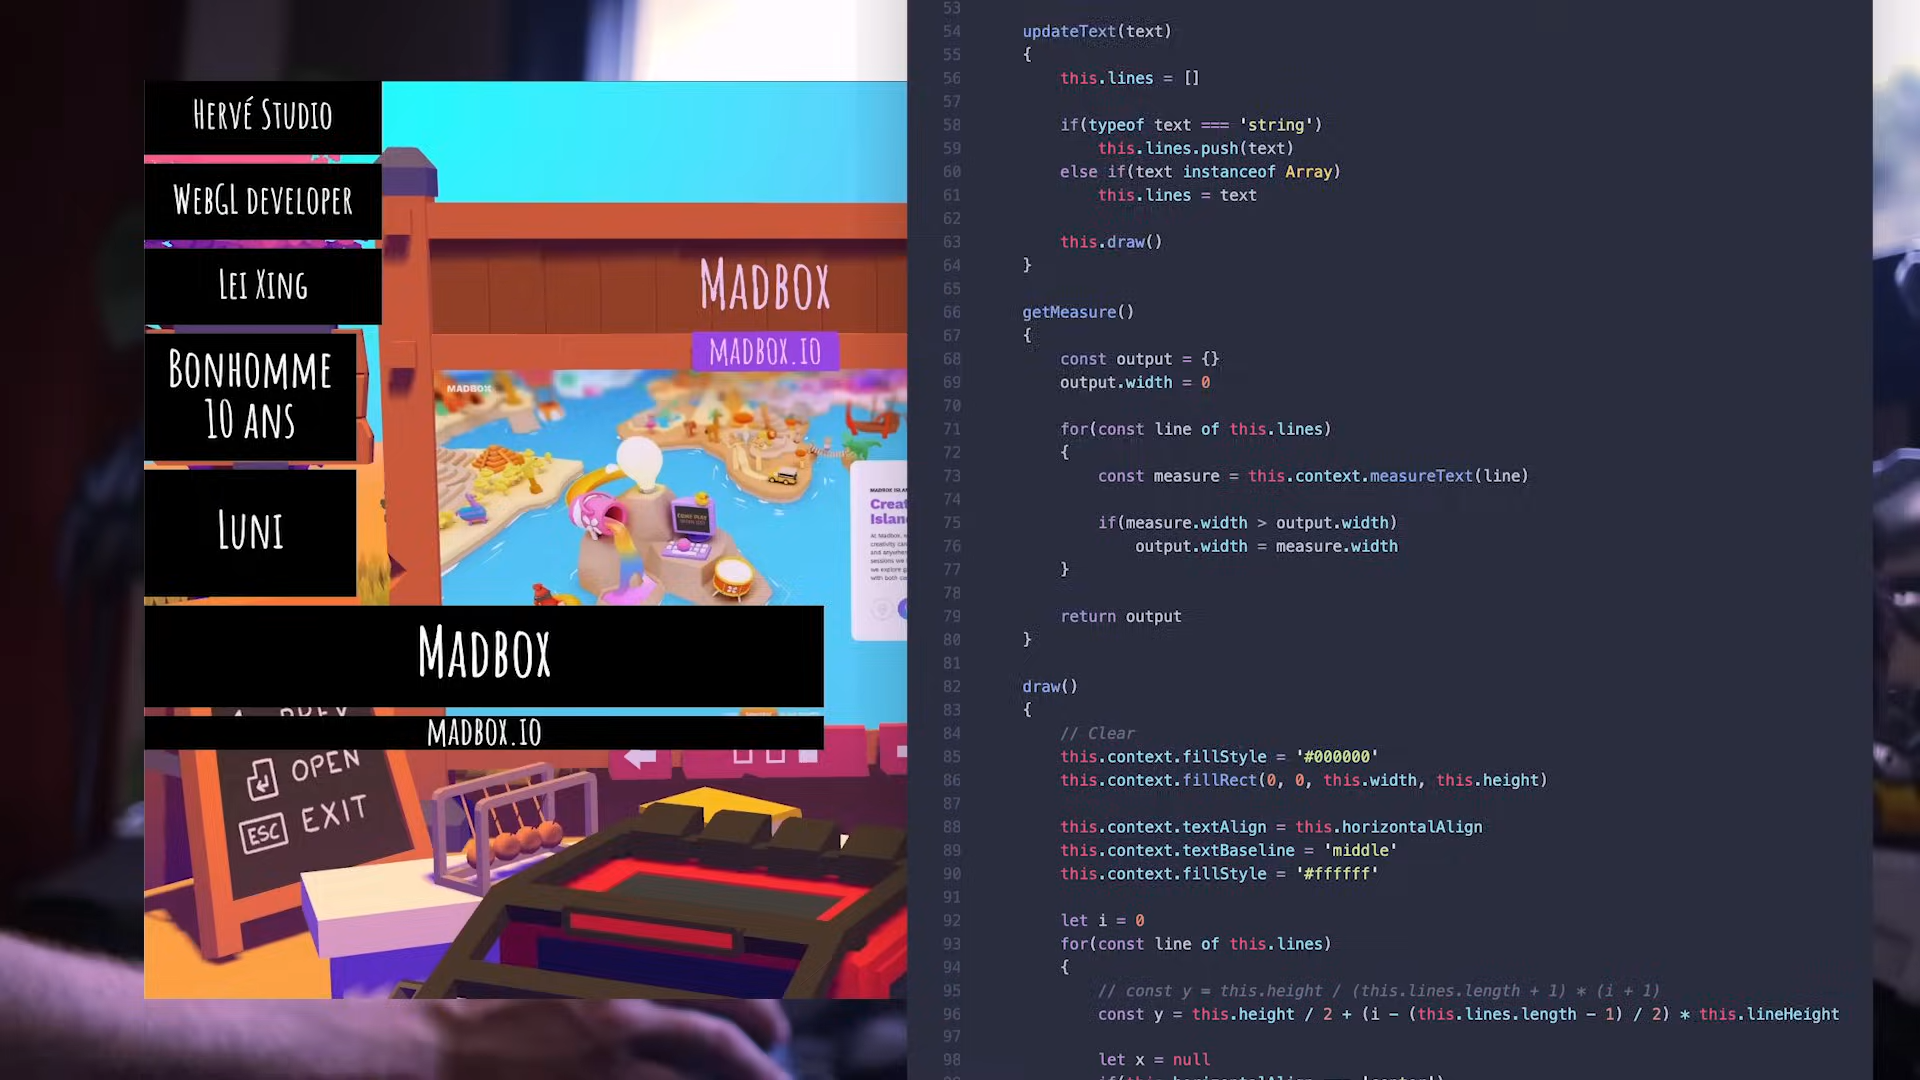 Hervé Studio
WebGL developer
Lei Xing
Bonhomme
10 ans
Luni
Madbox
madbox.io
Madbox
madbox.io
MADBOX
OPEN
ESC EXIT
53
54 updateText(text)
55 {
56 this.lines = []
57
58 if(typeof text === 'string')
59 this.lines.push(text)
60 else if(text instanceof Array)
61 this.lines = text
62
63 this.draw()
64 }
65
66 getMeasure()
67 {
68 const output = {}
69 output.width = 0
70
71 for(const line of this.lines)
72 {
73 const measure = this.context.measureText(line)
74
75 if(measure.width > output.width)
76 output.width = measure.width
77 }
78
79 return output
80 }
81
82 draw()
83 {
84 // Clear
85 this.context.fillStyle = '#000000'
86 this.context.fillRect(0, 0, this.width, this.height)
87
88 this.context.textAlign = this.horizontalAlign
89 this.context.textBaseline = 'middle'
90 this.context.fillStyle = '#ffffff'
91
92 let i = 0
93 for(const line of this.lines)
94 {
95 // const y = this.height / (this.lines.length + 1) * (i + 1)
96 const y = this.height / 2 + (i - (this.lines.length - 1) / 2) * this.lineHeight
97
98 let x = null